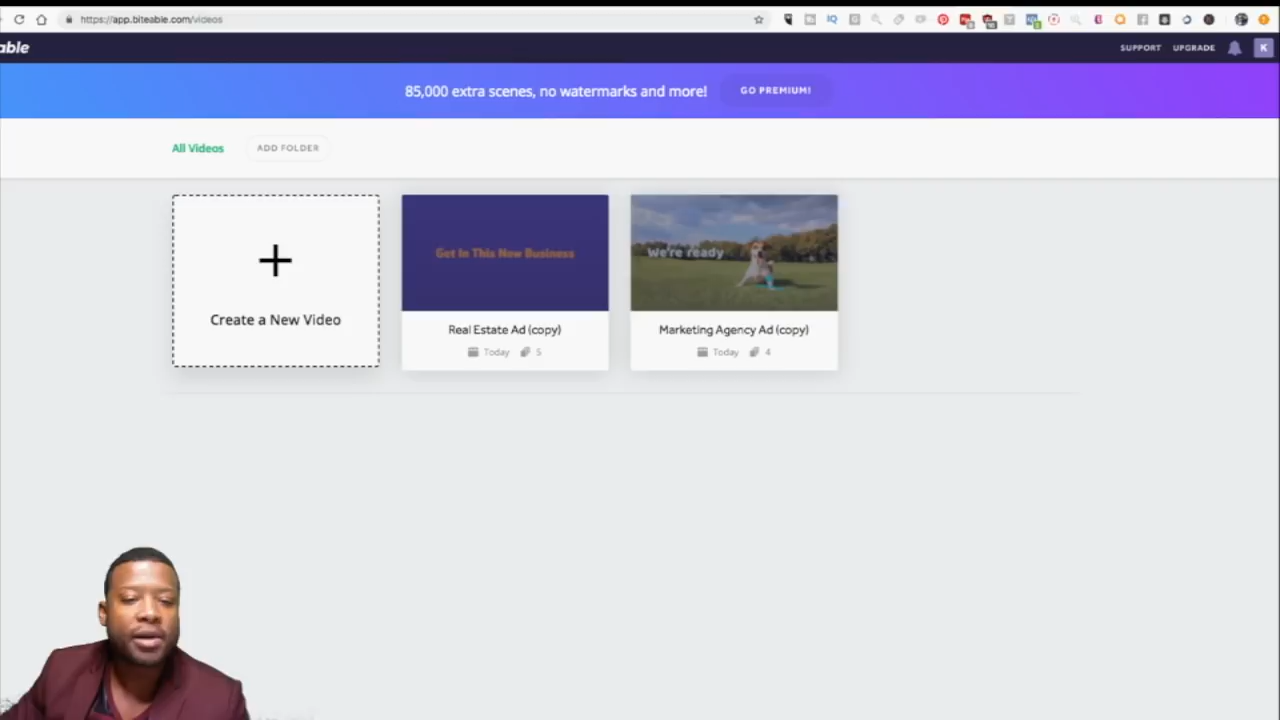 https://app.biteable.com/videos
able
SUPPORT
UPGRADE
K
85,000 extra scenes, no watermarks and more!
GO PREMIUM!
All Videos
ADD FOLDER
Create a New Video
Get In This New Business
Real Estate Ad (copy)
Today
5
We're ready
Marketing Agency Ad (copy)
Today
4